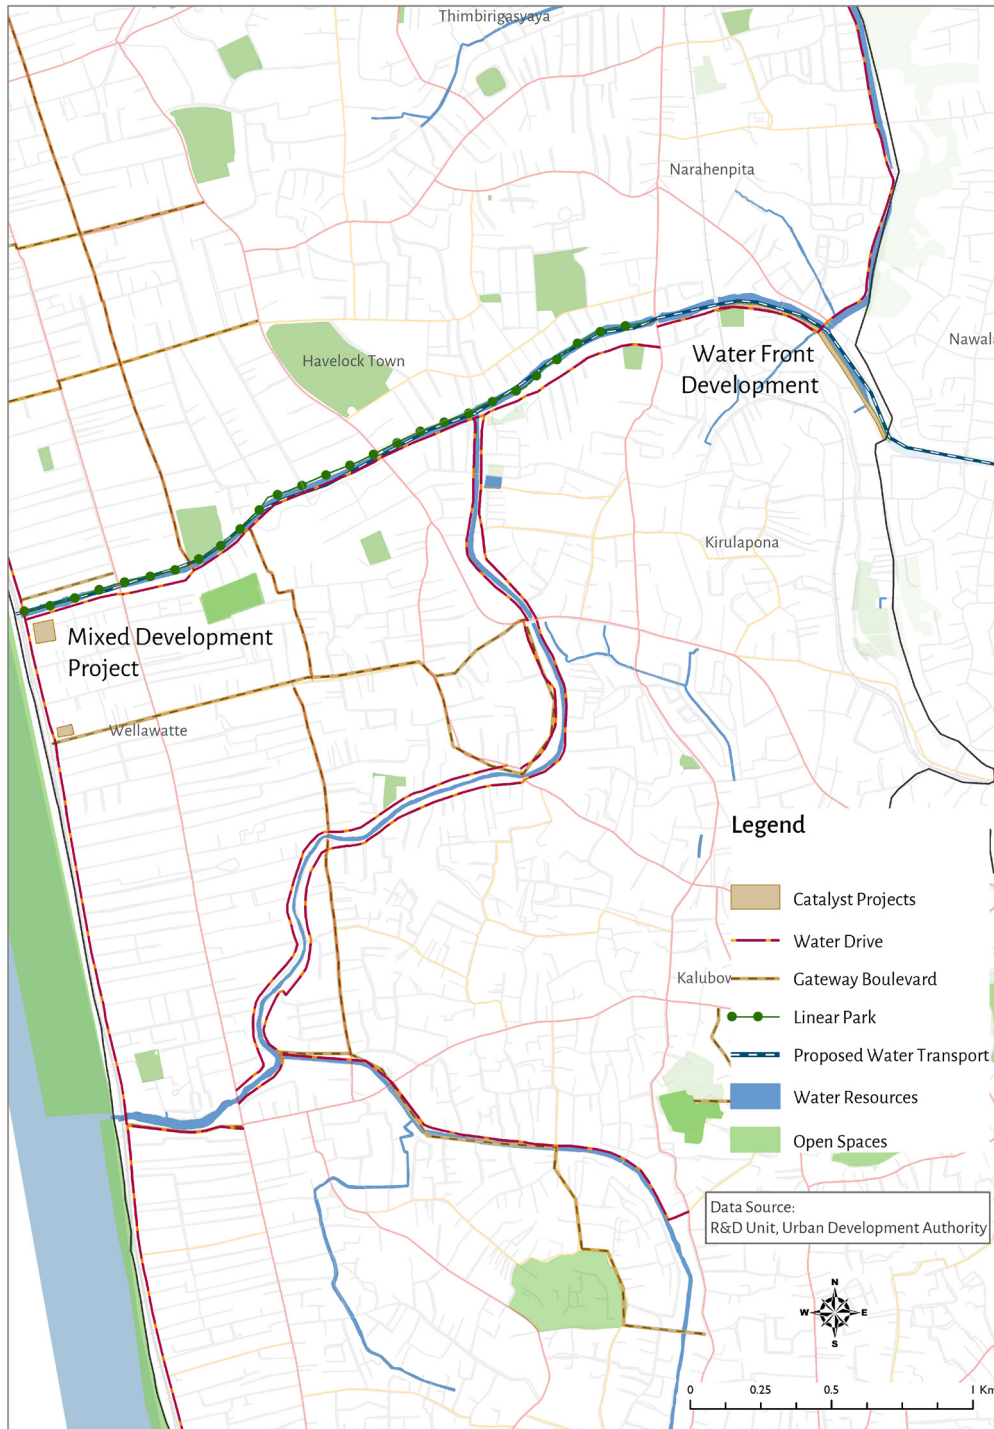 Thimbirigasyaya
Narahenpita
Havelock Town
Water Front
Development
Kirulapona
Mixed Development
Project
Wellawatte
Legend
Catalyst Projects
Water Drive
Gateway Boulevard
Linear Park
Proposed Water Transport
Water Resources
Open Spaces
Data Source:
R&D Unit, Urban Development Authority
N
W
E
S
0 0.25 0.5 1 Km